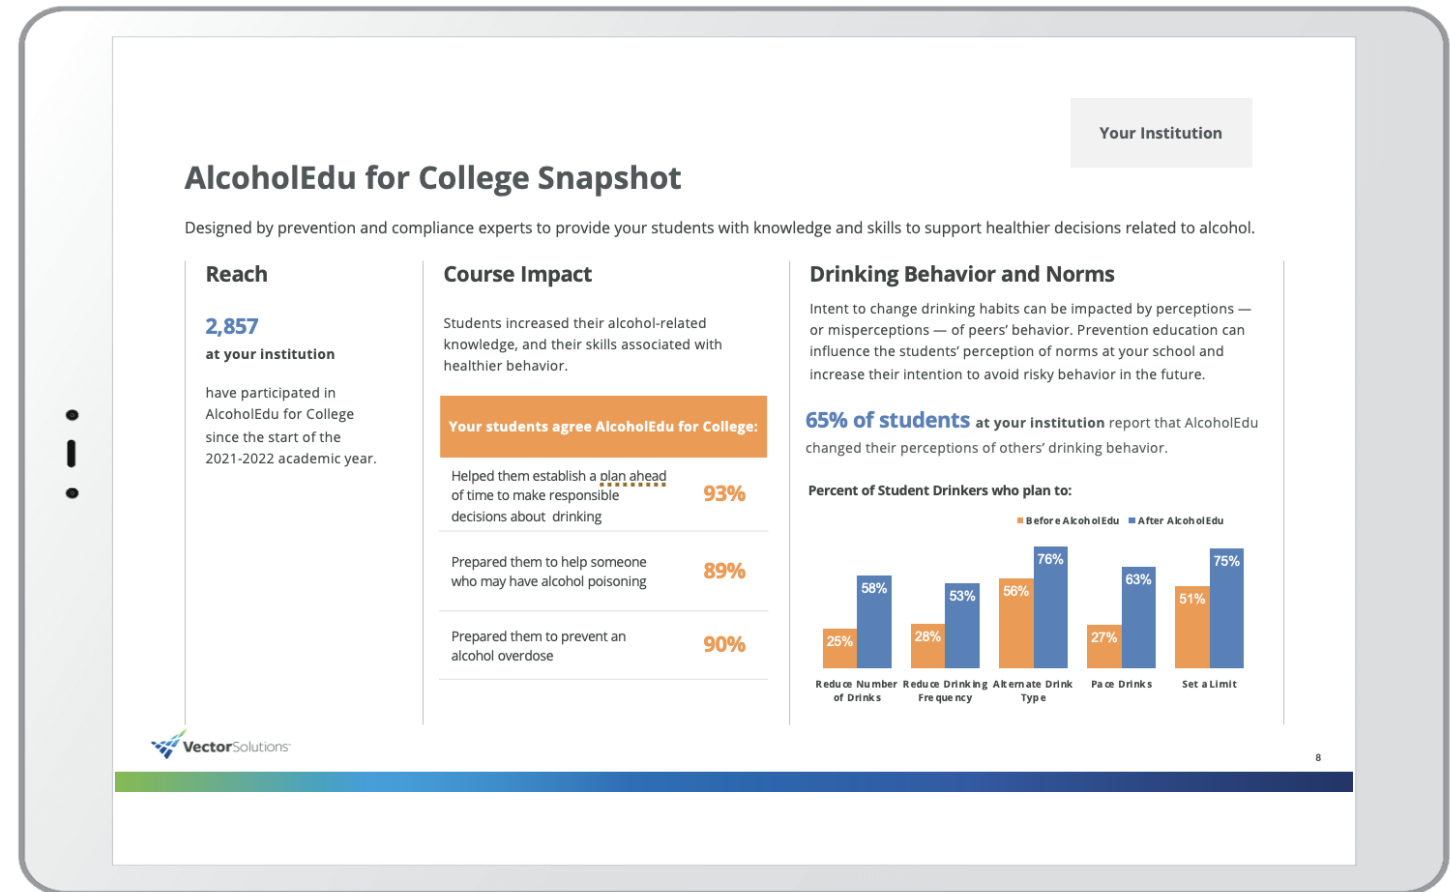 Your Institution
AlcoholEdu for College Snapshot
Designed by prevention and compliance experts to provide your students with knowledge and skills to support healthier decisions related to alcohol.
Reach
2,857
at your institution
have participated in
AlcoholEdu for College
since the start of the
2021-2022 academic year.
Course Impact
Students increased their alcohol-related
knowledge, and their skills associated with
healthier behavior.
Your students agree AlcoholEdu for College:
Helped them establish a plan ahead
of time to make responsible
decisions about drinking
93%
Prepared them to help someone
who may have alcohol poisoning
89%
Prepared them to prevent an
alcohol overdose
90%
Drinking Behavior and Norms
Intent to change drinking habits can be impacted by perceptions —
or misperceptions — of peers’ behavior. Prevention education can
influence the students’ perception of norms at your school and
increase their intention to avoid risky behavior in the future.
65% of students at your institution report that AlcoholEdu
changed their perceptions of others’ drinking behavior.
Percent of Student Drinkers who plan to:
Before AlcoholEdu After AlcoholEdu
25% 58% 28% 53% 56% 76% 27% 63% 51% 75%
Reduce Number Reduce Drinking Alternate Drink Pace Drinks Set a Limit
of Drinks Frequency Type
VectorSolutions
8